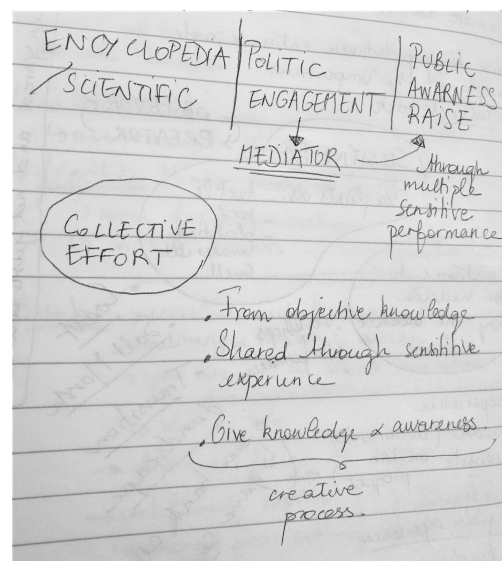 ENCYCLOPEDIA
/SCIENTIFIC
POLITIC
ENGAGEMENT
PUBLIC
AWARNESS
RAISE
MEDIATOR
through
multiple
sensitive
performance
COLLECTIVE
EFFORT
. From objective knowledge
. Shared through sensititive
experience
. Give knowledge & awareness.
creative
process.